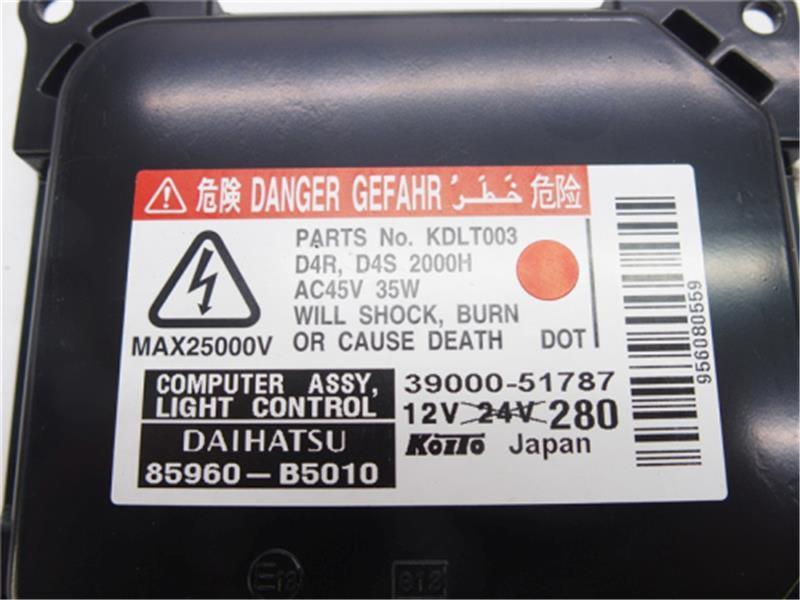 危険 DANGER GEFAHR خَطَر 危险
PARTS No. KDLT003
D4R, D4S 2000H
AC45V 35W
WILL SHOCK, BURN
OR CAUSE DEATH DOT
MAX25000V
COMPUTER ASSY,
LIGHT CONTROL
39000-51787
12V 24V 280
DAIHATSU
85960-B5010
KOITO Japan
956080559